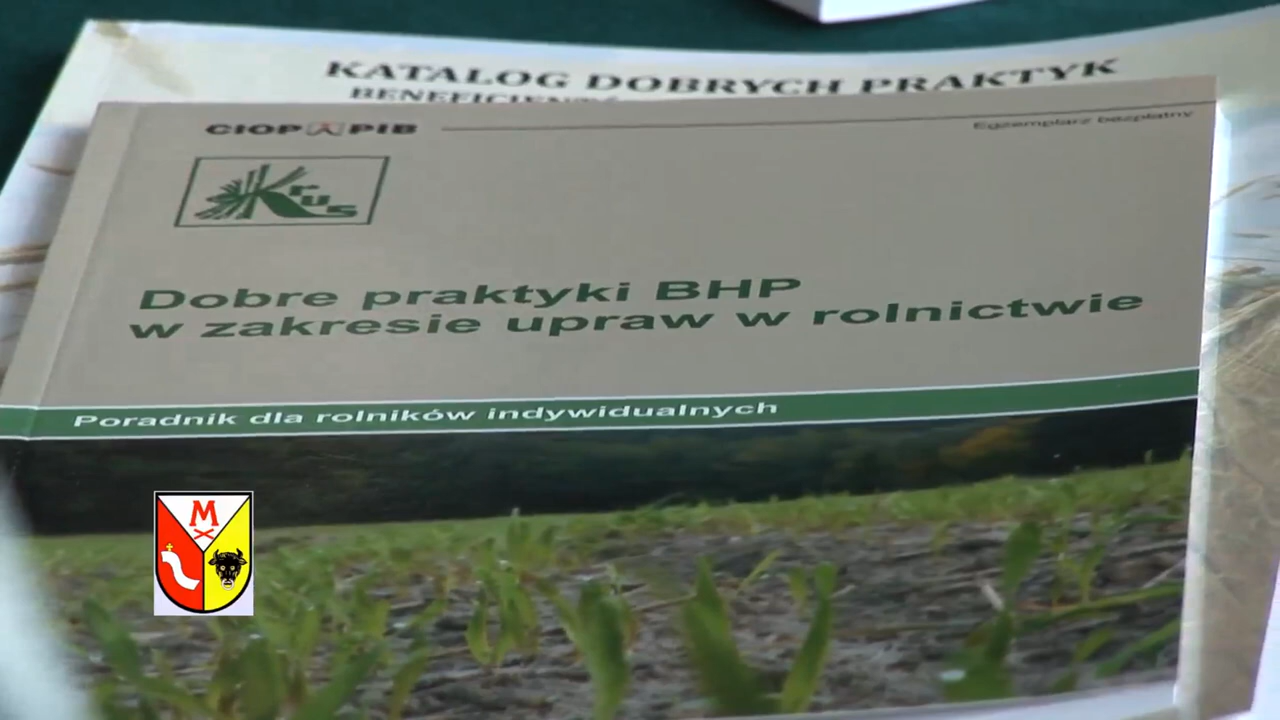 KATALOG DOBRYCH PRAKTYK
CIOP PIB
Egzemplarz bezpłatny
Krus
Dobre praktyki BHP
w zakresie upraw w rolnictwie
Poradnik dla rolników indywidualnych
M